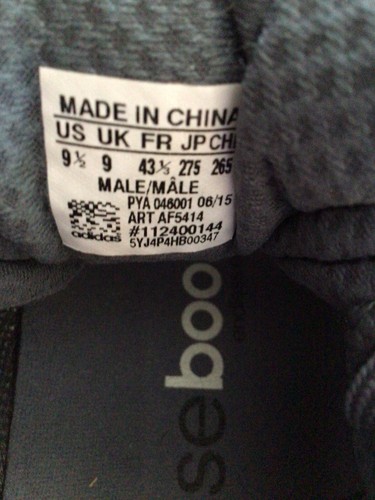 MADE IN CHINA
US UK FR JP CHN
9½ 9 43⅓ 275 265
MALE/MÂLE
PYA 046001 06/15
ART AF5414
#112400144
adidas 5YJ4P4HB00347
seboo